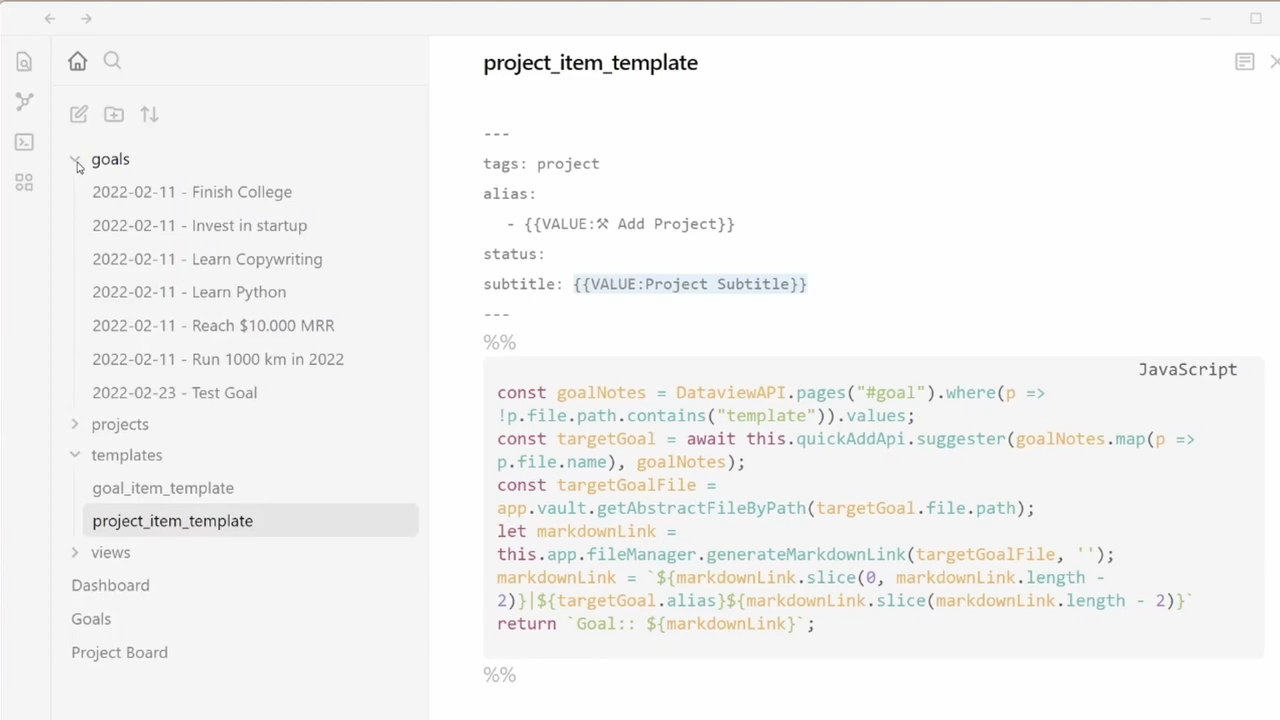 goals
2022-02-11 - Finish College
2022-02-11 - Invest in startup
2022-02-11 - Learn Copywriting
2022-02-11 - Learn Python
2022-02-11 - Reach $10.000 MRR
2022-02-11 - Run 1000 km in 2022
2022-02-23 - Test Goal
projects
templates
goal_item_template
project_item_template
views
Dashboard
Goals
Project Board
project_item_template
---
tags: project
alias:
- {{VALUE:⚒ Add Project}}
status:
subtitle: {{VALUE:Project Subtitle}}
---
%%
JavaScript
const goalNotes = DataviewAPI.pages("#goal").where(p =>
!p.file.path.contains("template")).values;
const targetGoal = await this.quickAddApi.suggester(goalNotes.map(p =>
p.file.name), goalNotes);
const targetGoalFile =
app.vault.getAbstractFileByPath(targetGoal.file.path);
let markdownLink =
this.app.fileManager.generateMarkdownLink(targetGoalFile, '');
markdownLink = `${markdownLink.slice(0, markdownLink.length -
2)}|${targetGoal.alias}${markdownLink.slice(markdownLink.length - 2)}`
return `Goal:: ${markdownLink}`;
%%